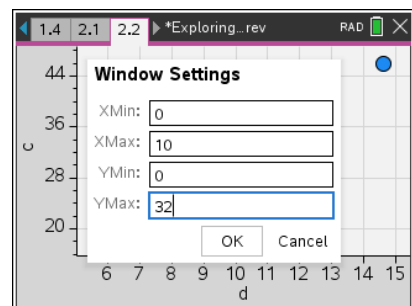 1.4 2.1 2.2 *Exploring...rev RAD
44
36
c
28
20
Window Settings
XMin: 0
XMax: 10
YMin: 0
YMax: 32
OK Cancel
6 7 8 9 10 11 12 13 14 15
d